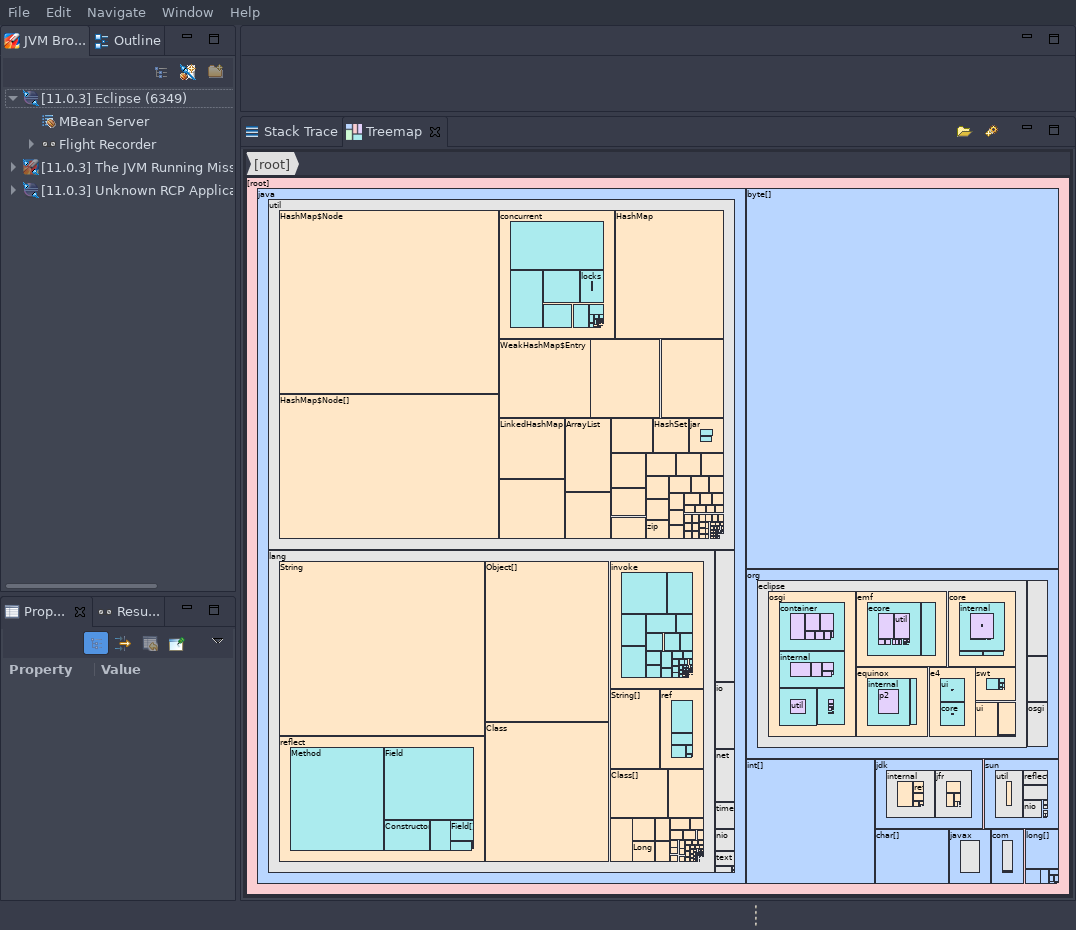 File Edit Navigate Window Help
JVM Bro... Outline
[11.0.3] Eclipse (6349)
MBean Server
Flight Recorder
[11.0.3] The JVM Running Miss
[11.0.3] Unknown RCP Applica
Prop... Resu...
Property Value
Stack Trace Treemap
[root]
[root]
java
util
HashMap$Node
concurrent
locks
HashMap
WeakHashMap$Entry
HashMap$Node[]
LinkedHashMap
ArrayList
HashSet
jar
zip
lang
String
Object[]
invoke
Class
String[]
ref
reflect
Method
Field
Constructo
Field[
Class[]
Long
io
net
time
nio
text
byte[]
org
eclipse
osgi
container
internal
util
emf
ecore
util
core
internal
equinox
internal
p2
e4
ui
core
swt
ui
osgi
int[]
jdk
internal
jfr
sun
util
reflect
nio
char[]
javax
com
long[]